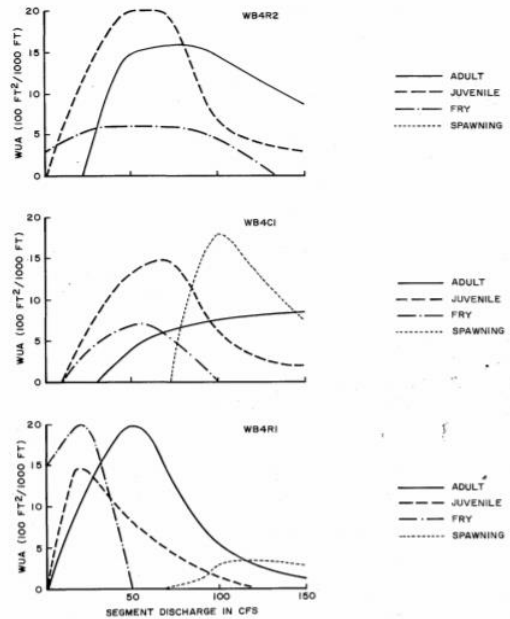 WB4R2
20
15
10
5
0
WUA (100 FT²/1000 FT)
ADULT
JUVENILE
FRY
SPAWNING
WB4C1
20
15
10
5
0
WUA (100 FT²/1000 FT)
ADULT
JUVENILE
FRY
SPAWNING
WB4R1
20
15
10
5
0
WUA (100 FT²/1000 FT)
ADULT
JUVENILE
FRY
SPAWNING
0 50 100 150
SEGMENT DISCHARGE IN CFS